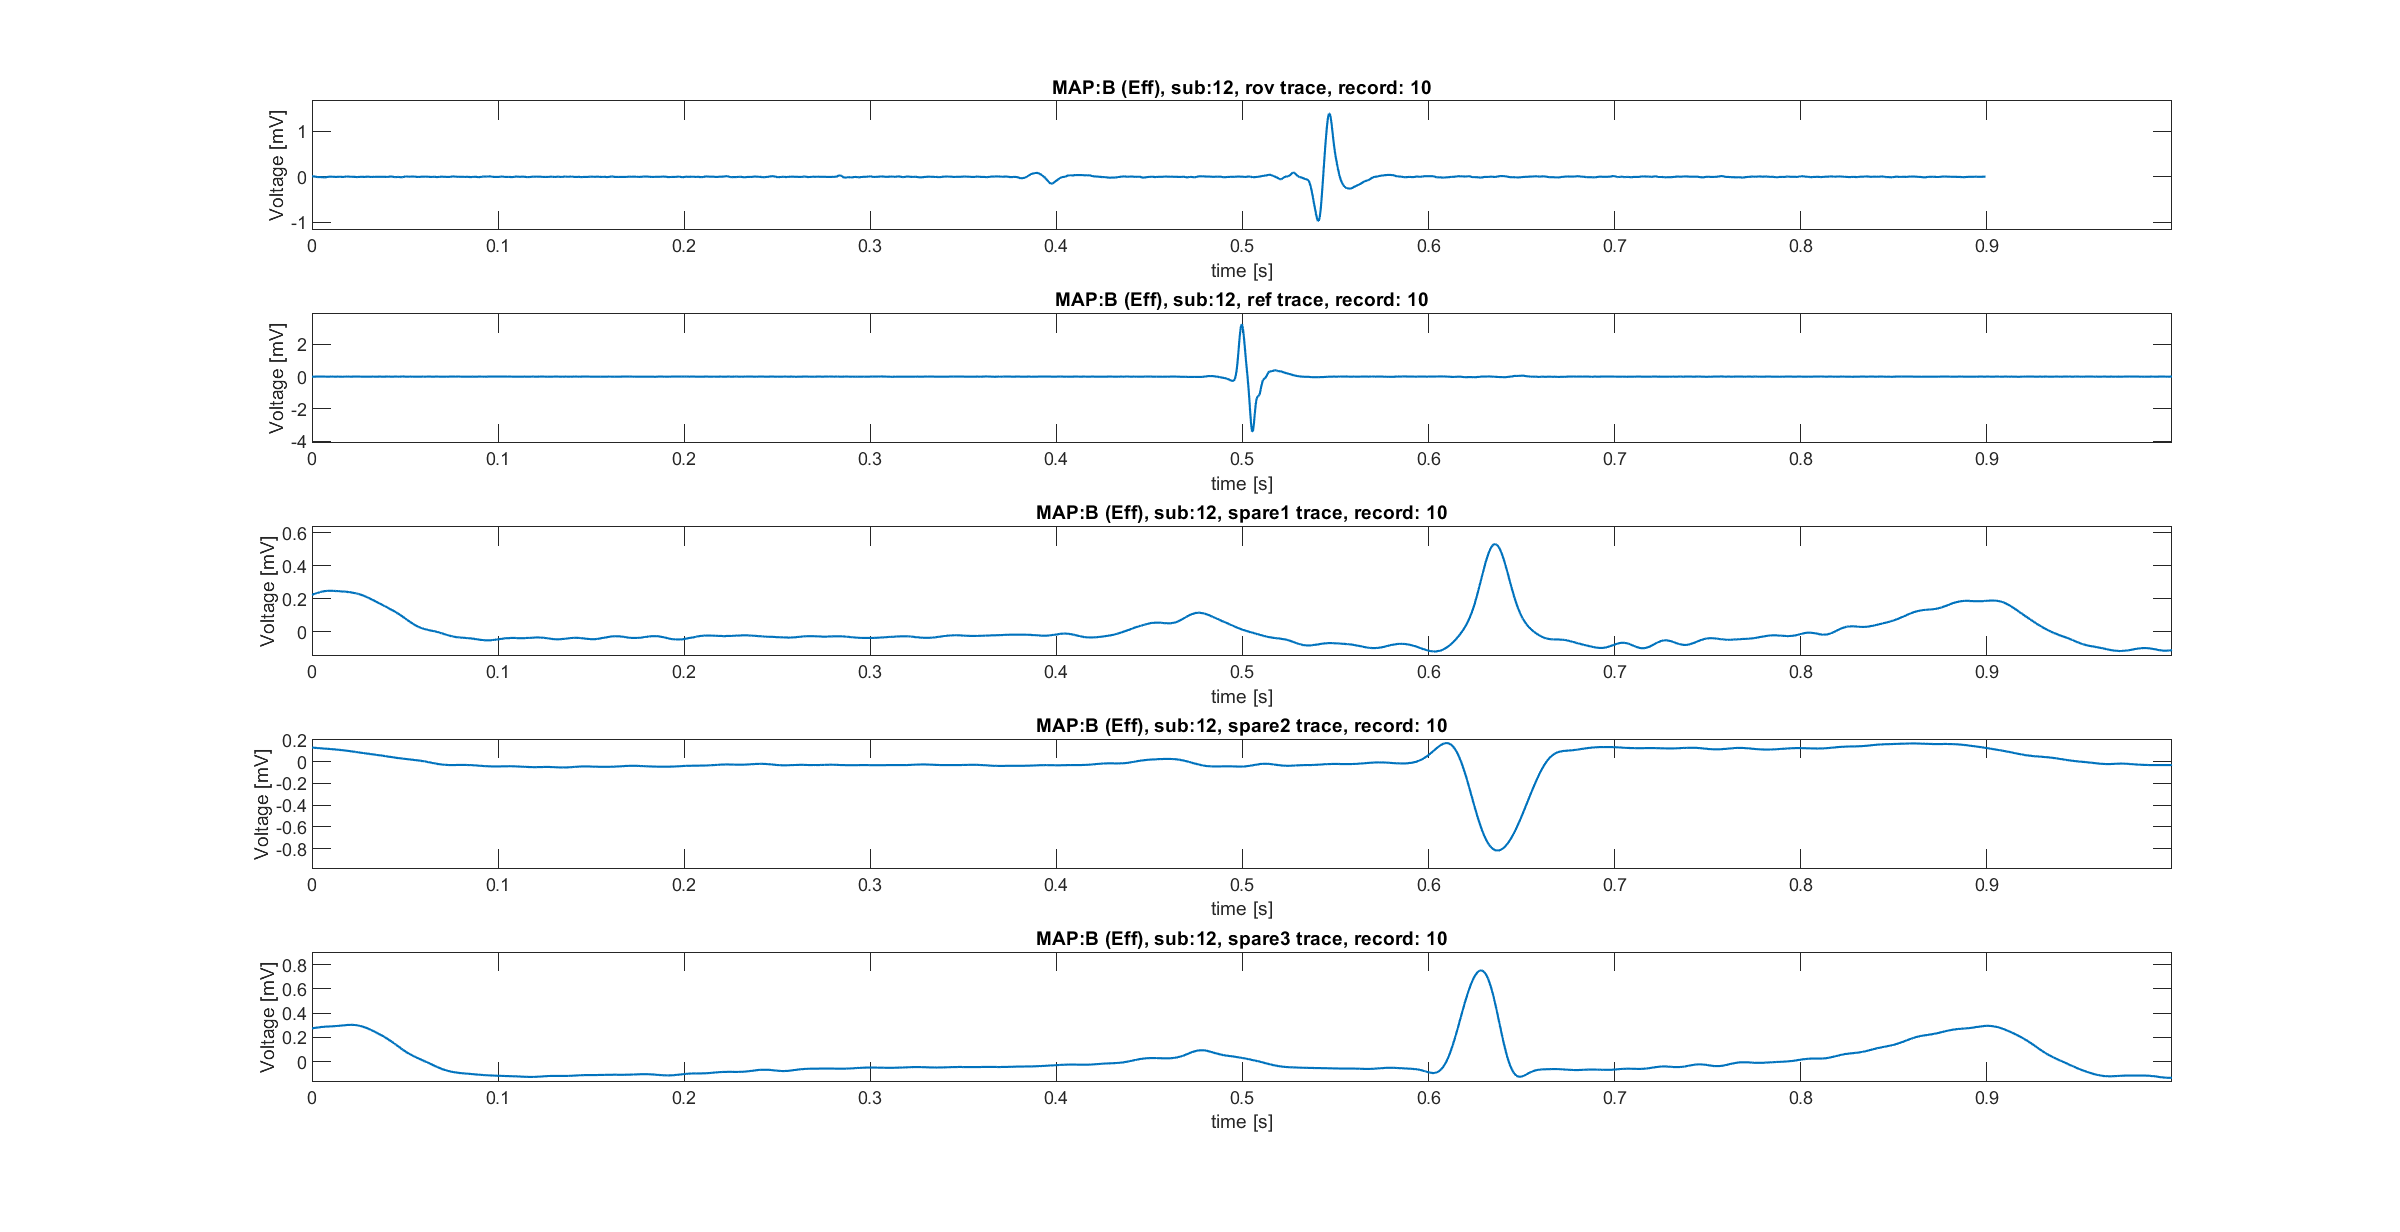 MAP:B (Eff), sub:12, rov trace, record: 10
Voltage [mV]
1
0
-1
0 0.1 0.2 0.3 0.4 0.5 0.6 0.7 0.8 0.9
time [s]
MAP:B (Eff), sub:12, ref trace, record: 10
Voltage [mV]
2
0
-2
-4
0 0.1 0.2 0.3 0.4 0.5 0.6 0.7 0.8 0.9
time [s]
MAP:B (Eff), sub:12, spare1 trace, record: 10
Voltage [mV]
0.6
0.4
0.2
0
0 0.1 0.2 0.3 0.4 0.5 0.6 0.7 0.8 0.9
time [s]
MAP:B (Eff), sub:12, spare2 trace, record: 10
Voltage [mV]
0.2
0
-0.2
-0.4
-0.6
-0.8
0 0.1 0.2 0.3 0.4 0.5 0.6 0.7 0.8 0.9
time [s]
MAP:B (Eff), sub:12, spare3 trace, record: 10
Voltage [mV]
0.8
0.6
0.4
0.2
0
0 0.1 0.2 0.3 0.4 0.5 0.6 0.7 0.8 0.9
time [s]